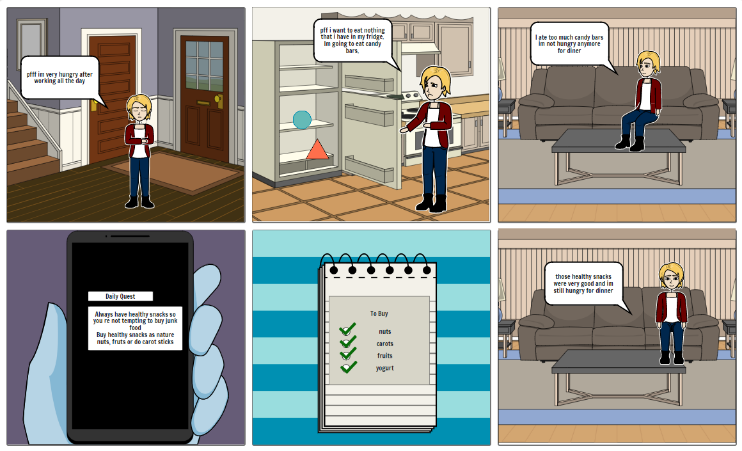 pfff im very hungry after
working all the day
pff i want to eat nothing
that i have in my fridge.
im going to eat candy
bars.
I ate too much candy bars
im not hungry anymore
for diner
Daily Quest
Always have healthy snacks so
you re not tempting to buy junk
food
Buy healthy snacks as nature
nuts, fruts or do carot sticks
To Buy
nuts
carots
fruits
yogurt
those healthy snacks
were very good and im
still hungry for dinner